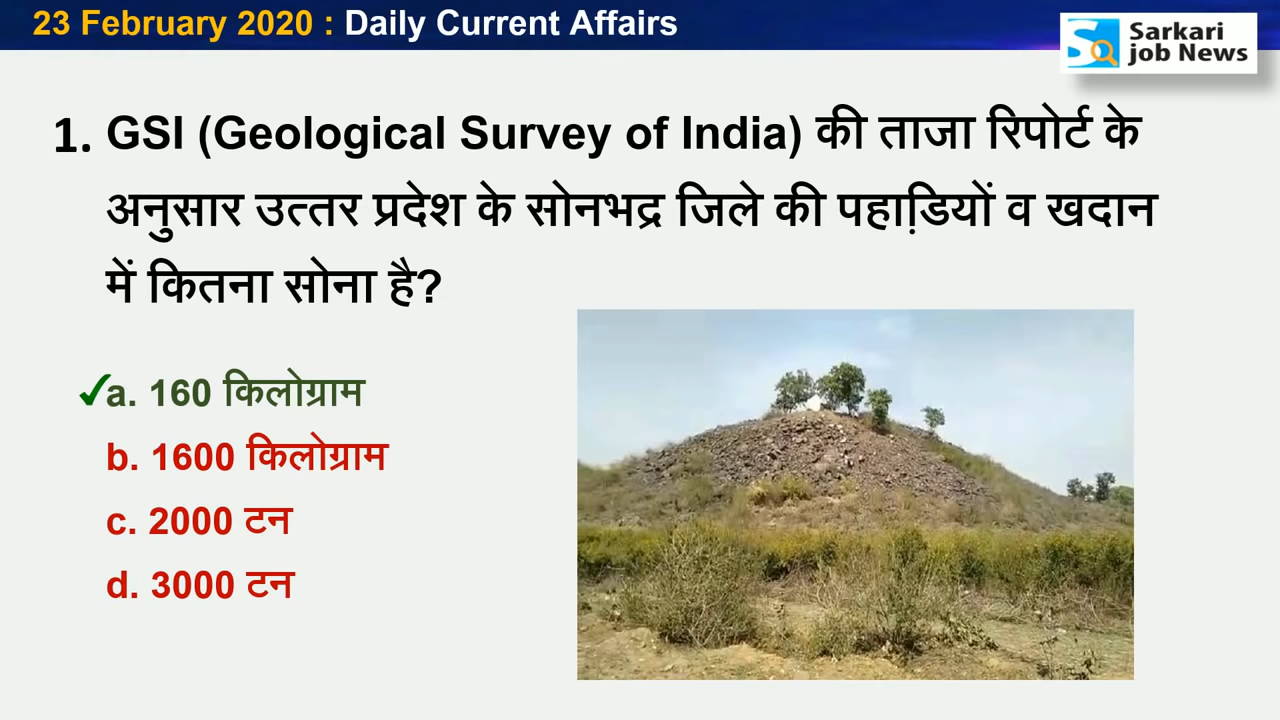 23 February 2020 : Daily Current Affairs
Sarkari
job News
1. GSI (Geological Survey of India) की ताजा रिपोर्ट के
अनुसार उत्तर प्रदेश के सोनभद्र जिले की पहाड़ियों व खदान
में कितना सोना है?
✓a. 160 किलोग्राम
b. 1600 किलोग्राम
c. 2000 टन
d. 3000 टन